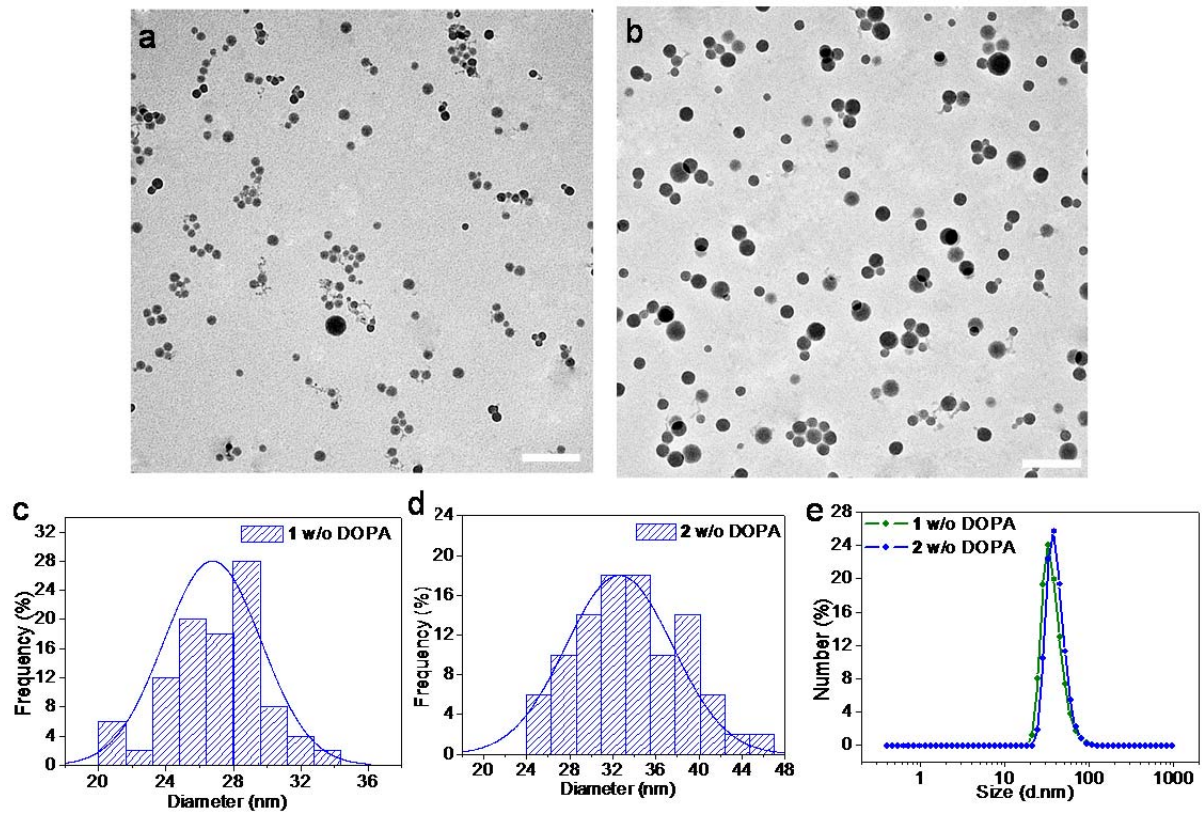 a
b
c
1 w/o DOPA
Frequency (%)
32
28
24
20
16
12
8
4
0
20 24 28 32 36
Diameter (nm)
d
2 w/o DOPA
Frequency (%)
24
20
16
12
8
4
0
20 24 28 32 36 40 44 48
Diameter (nm)
e
1 w/o DOPA
2 w/o DOPA
Number (%)
28
24
20
16
12
8
4
0
1 10 100 1000
Size (d.nm)